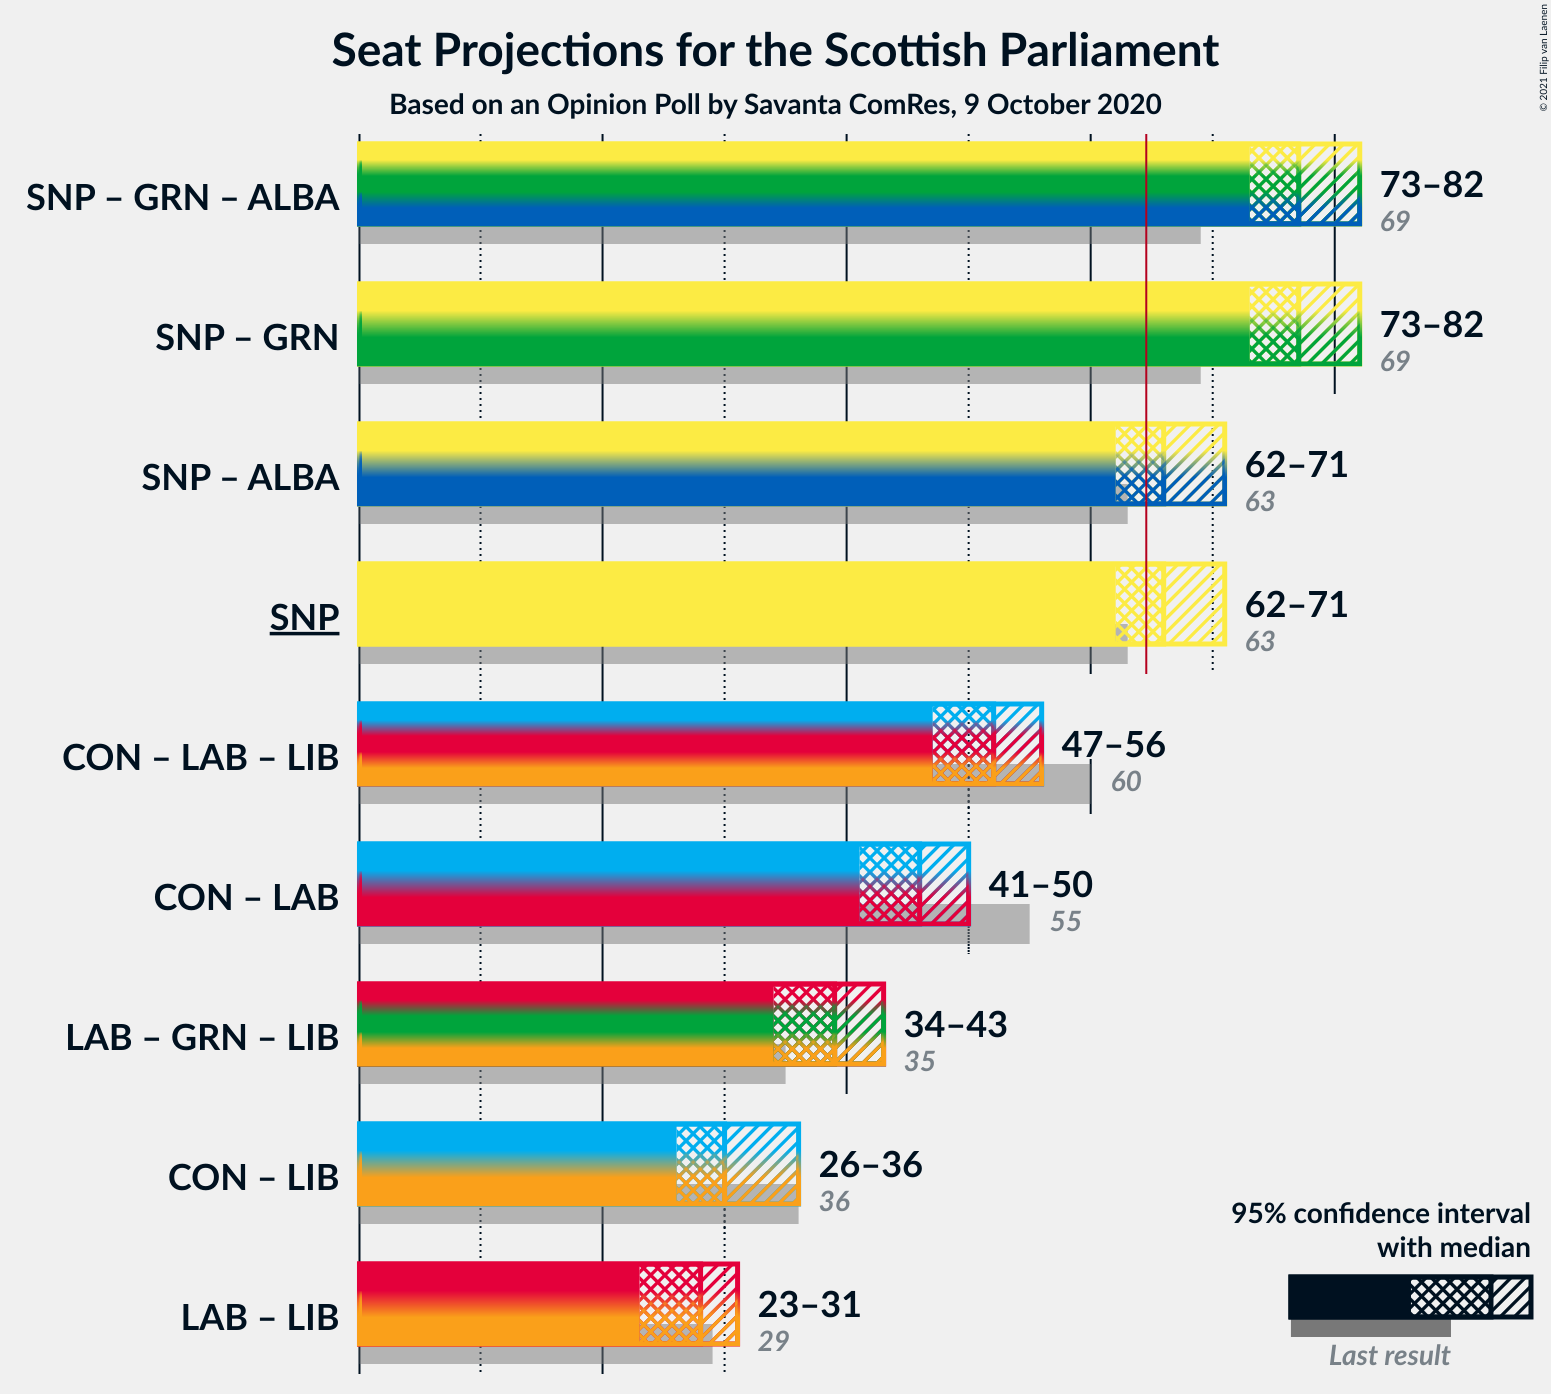 Seat Projections for the Scottish Parliament
Based on an Opinion Poll by Savanta ComRes, 9 October 2020
© 2021 Filip van Laenen
SNP – GRN – ALBA
73–82
69
SNP – GRN
73–82
69
SNP – ALBA
62–71
63
SNP
62–71
63
CON – LAB – LIB
47–56
60
CON – LAB
41–50
55
LAB – GRN – LIB
34–43
35
CON – LIB
26–36
36
LAB – LIB
23–31
29
95% confidence interval
with median
Last result